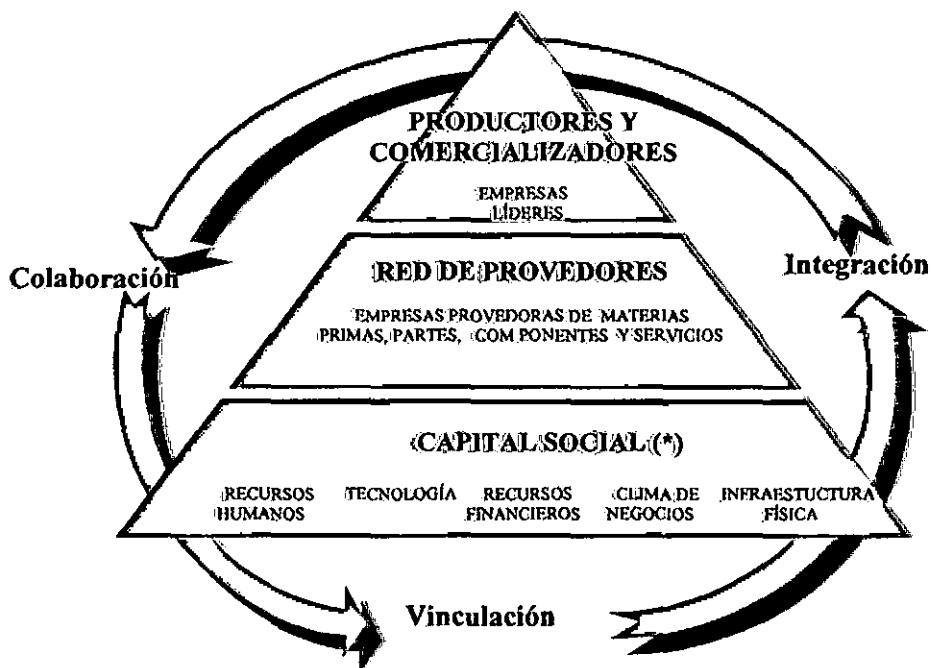 PRODUCTORES Y
COMERCIALIZADORES
EMPRESAS
LÍDERES
Colaboración
Integración
RED DE PROVEDORES
EMPRESAS PROVEDORAS DE MATERIAS
PRIMAS, PARTES, COMPONENTES Y SERVICIOS
CAPITAL SOCIAL (*)
RECURSOS
HUMANOS
TECNOLOGÍA
RECURSOS
FINANCIEROS
CLIMA DE
NEGOCIOS
INFRAESTUCTURA
FÍSICA
Vinculación